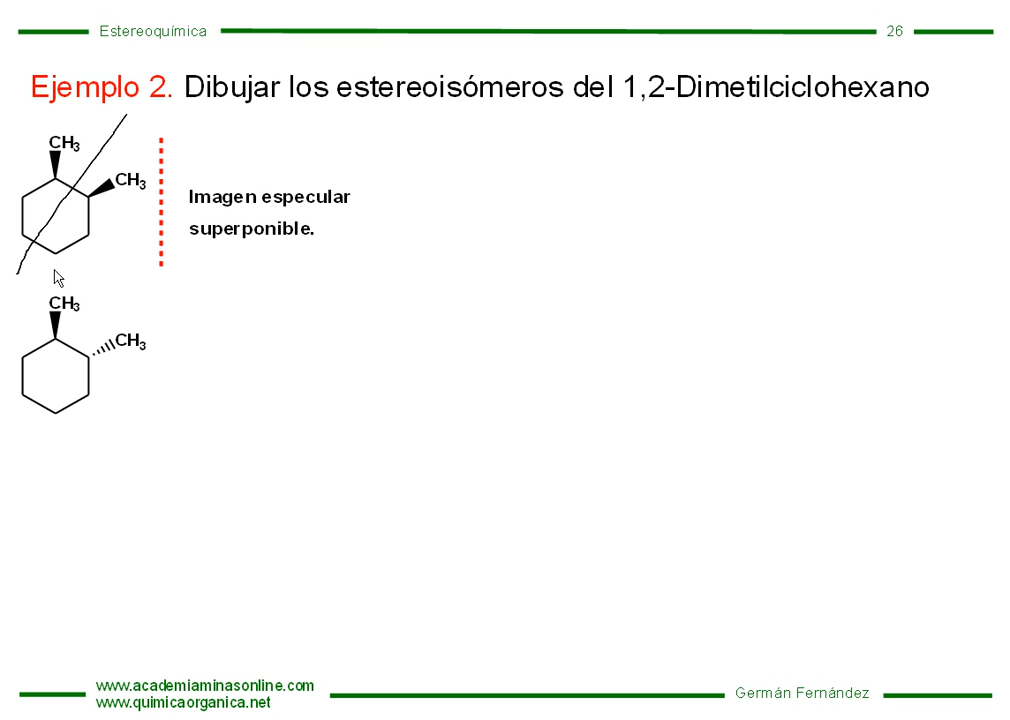 Estereoquímica
26
Ejemplo 2. Dibujar los estereoisómeros del 1,2-Dimetilciclohexano
CH3
CH3
Imagen especular
superponible.
CH3
CH3
www.academiaminasonline.com
www.quimicaorganica.net
Germán Fernández